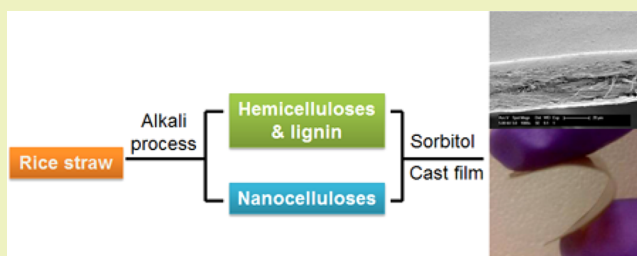 Alkali
process
Rice straw
Hemicelluloses
& lignin
Nanocelluloses
Sorbitol
Cast film